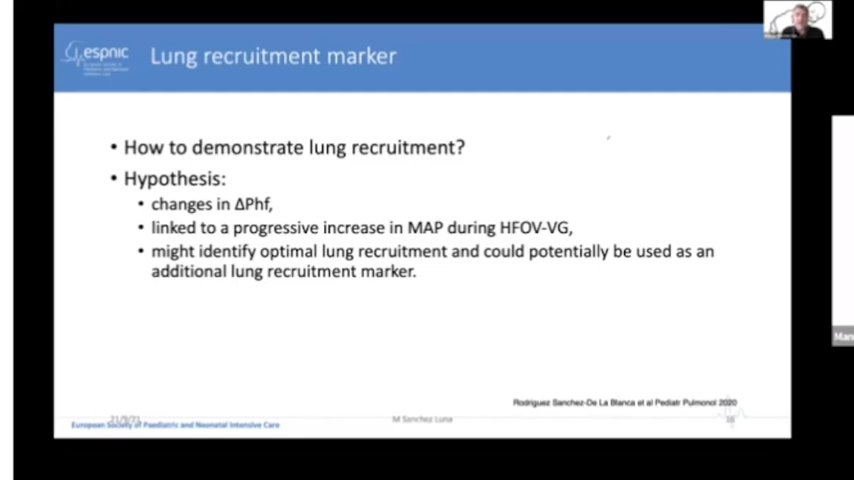 espnic
Lung recruitment marker
• How to demonstrate lung recruitment?
• Hypothesis:
• changes in ΔPhf,
• linked to a progressive increase in MAP during HFOV-VG,
• might identify optimal lung recruitment and could potentially be used as an
additional lung recruitment marker.
Rodriguez Sanchez-De La Blanca et al Pediatr Pulmonol 2020
21/9/21
M Sanchez Luna
European Society of Paediatric and Neonatal Intensive Care